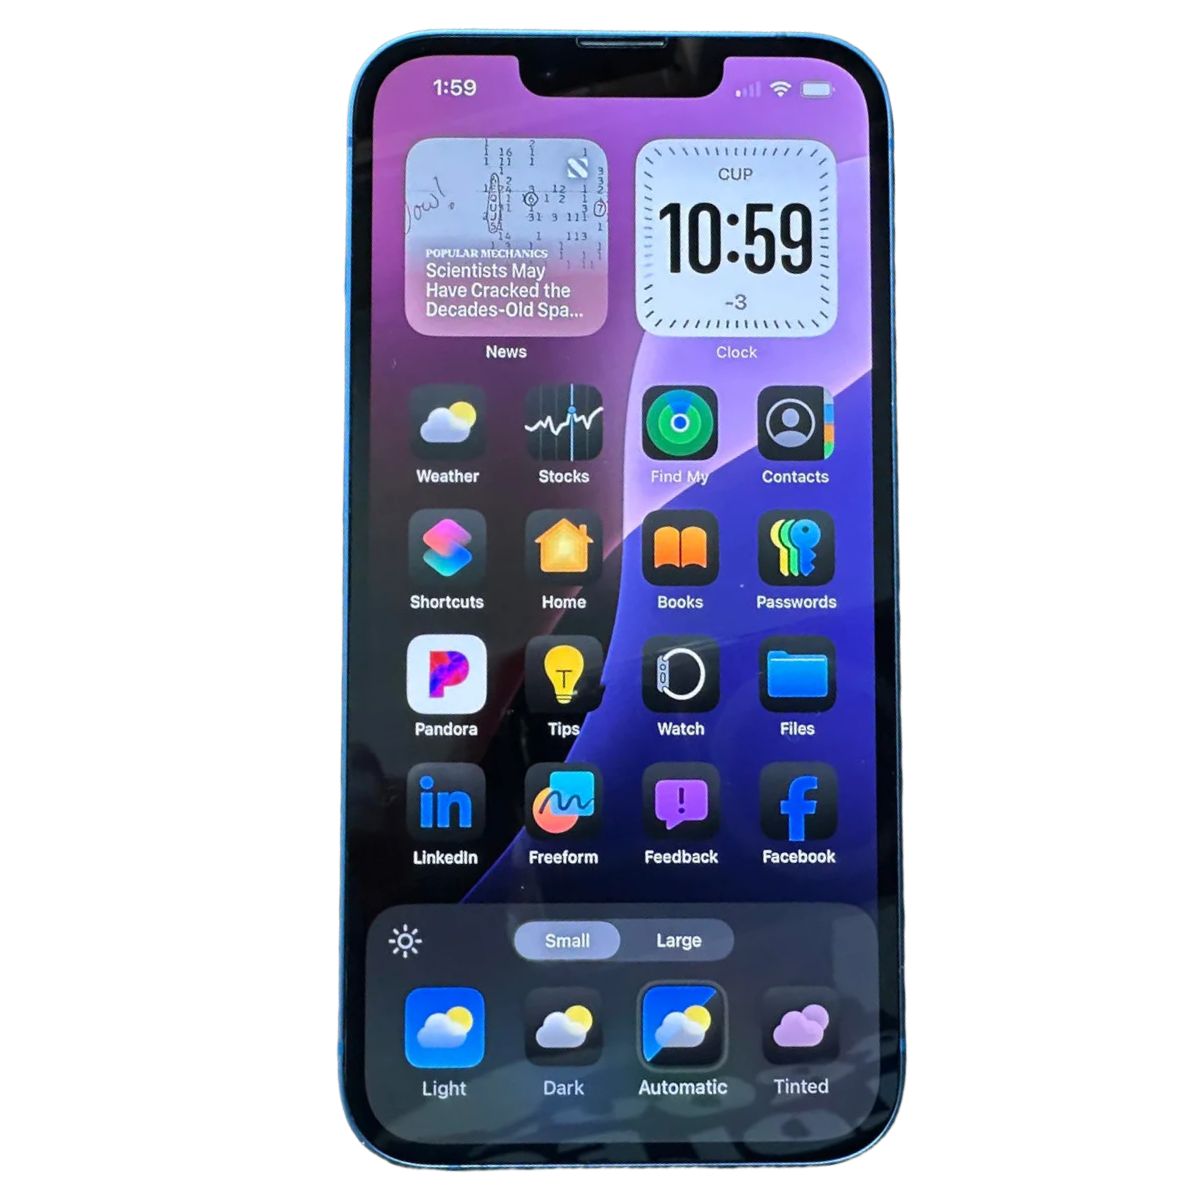 1:59
ow!
POPULAR MECHANICS
Scientists May
Have Cracked the
Decades-Old Spa...
News
CUP
10:59
-3
Clock
Weather Stocks Find My Contacts
Shortcuts Home Books Passwords
P
Pandora Tips Watch Files
in
LinkedIn Freeform Feedback Facebook
Small Large
Light Dark Automatic Tinted